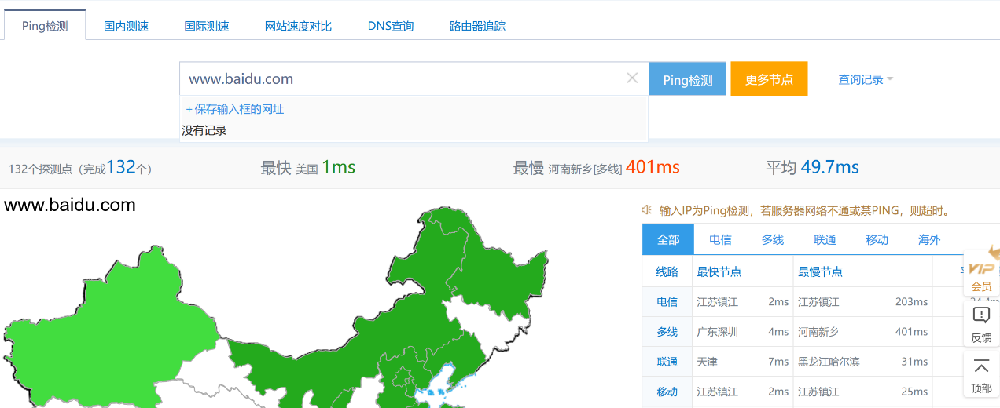 Ping检测 国内测速 国际测速 网站速度对比 DNS查询 路由器追踪
www.baidu.com Ping检测 更多节点 查询记录
+保存输入框的网址
没有记录
132个探测点（完成132个） 最快 美国 1ms 最慢 河南新乡[多线] 401ms 平均 49.7ms
www.baidu.com
输入IP为Ping检测，若服务器网络不通或禁PING，则超时。
全部 电信 多线 联通 移动 海外
线路 最快节点 最慢节点
VIP
会员
电信 江苏镇江 2ms 江苏镇江 203ms
多线 广东深圳 4ms 河南新乡 401ms
反馈
联通 天津 7ms 黑龙江哈尔滨 31ms
移动 江苏镇江 2ms 江苏镇江 25ms
顶部